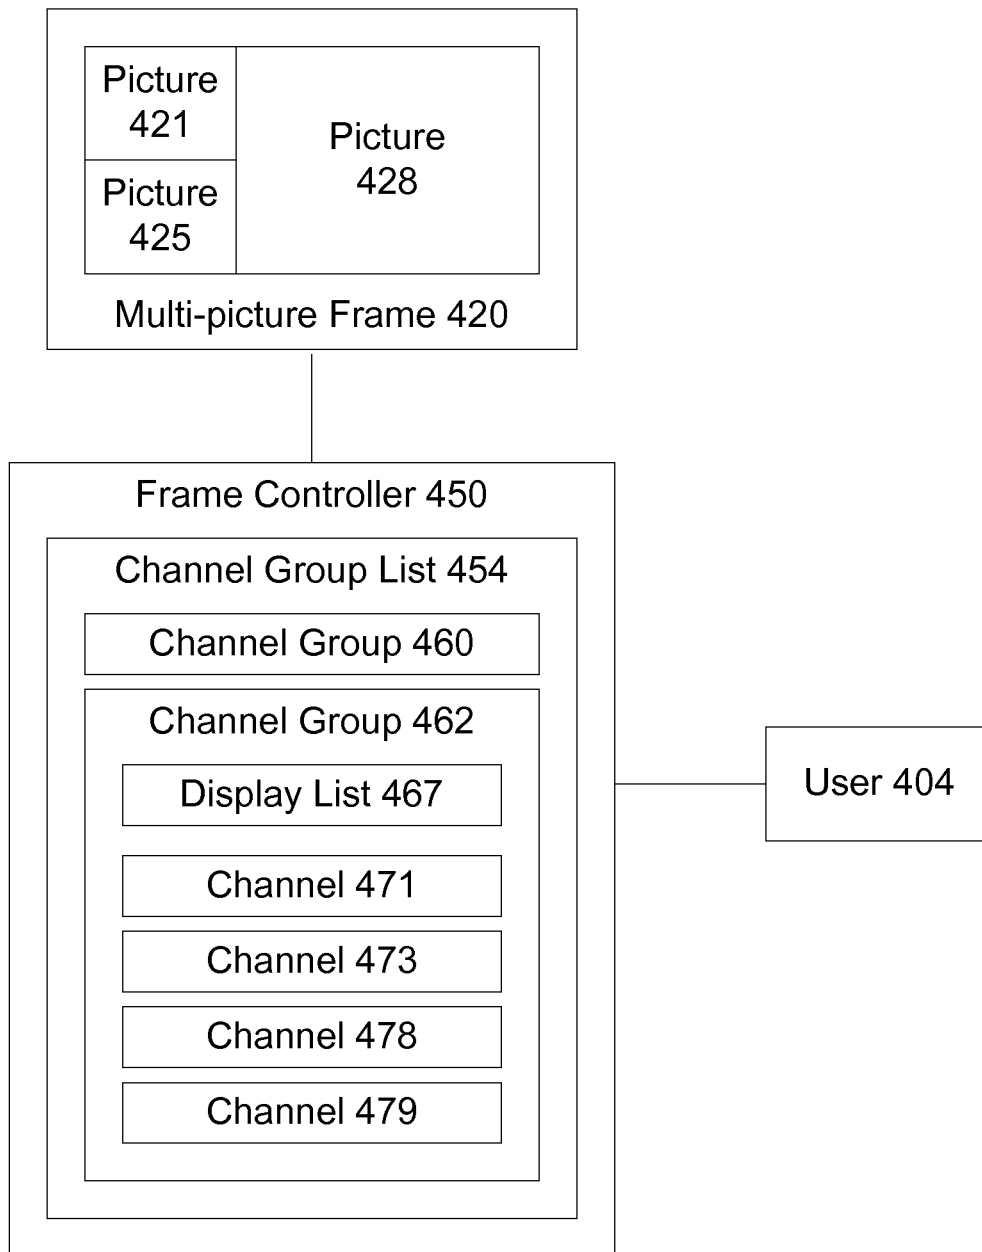 Picture
421
Picture
428
Picture
425
Multi-picture Frame 420
Frame Controller 450
Channel Group List 454
Channel Group 460
Channel Group 462
Display List 467
Channel 471
Channel 473
Channel 478
Channel 479
User 404